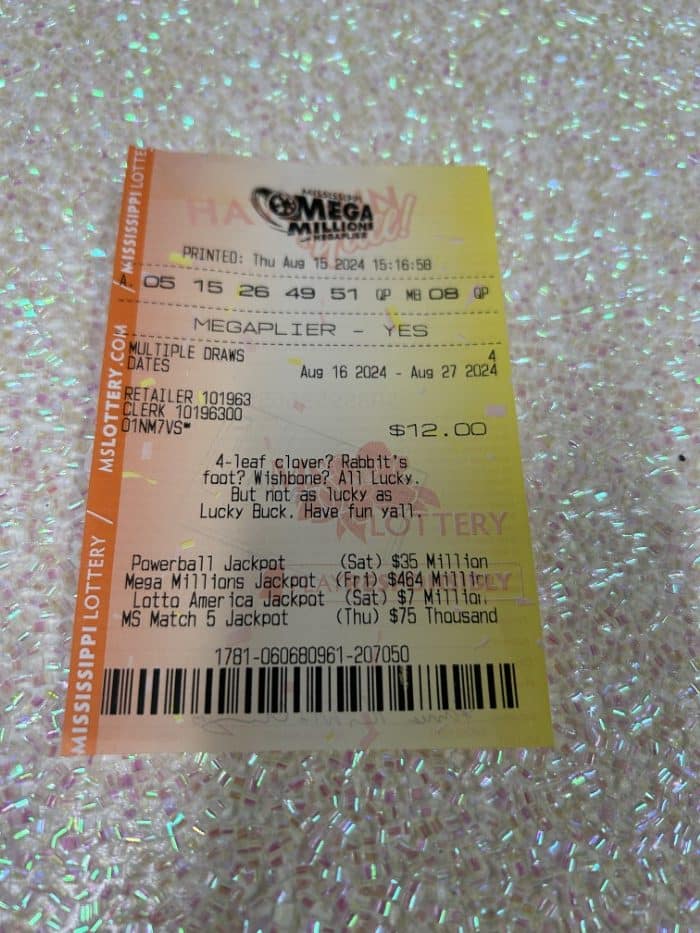 MISSISSIPPI
MEGA
MILLIONS
MEGAPLIER
PRINTED: Thu Aug 15 2024 15:16:58
A. 05 15 26 49 51 QP MB 08 QP
MEGAPLIER - YES
MULTIPLE DRAWS 4
DATES Aug 16 2024 - Aug 27 2024
RETAILER 101963
CLERK 10196300
01NM7VS*
$12.00
4-leaf clover? Rabbit's
foot? Wishbone? All Lucky.
But not as lucky as
Lucky Buck. Have fun yall.
LOTTERY
Powerball Jackpot (Sat) $35 Million
Mega Millions Jackpot (Fri) $464 Million
Lotto America Jackpot (Sat) $7 Million
MS Match 5 Jackpot (Thu) $75 Thousand
1781-060680961-207050
MISSISSIPPI LOTTERY / MSLOTTERY.COM
MISSISSIPPI LOTTE